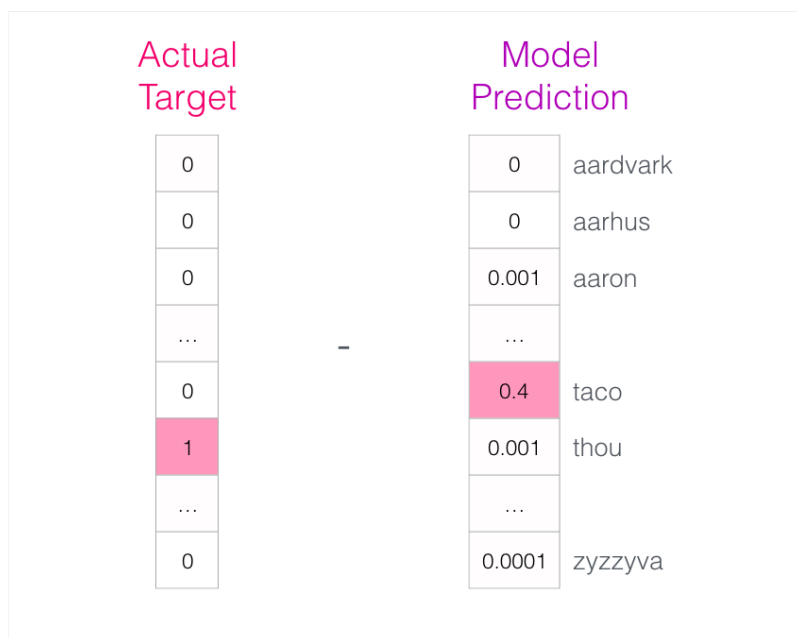 Actual
Target
Model
Prediction
0 0 aardvark
0 0 aarhus
0 0.001 aaron
... - ...
0 0.4 taco
1 0.001 thou
... ...
0 0.0001 zyzzyva